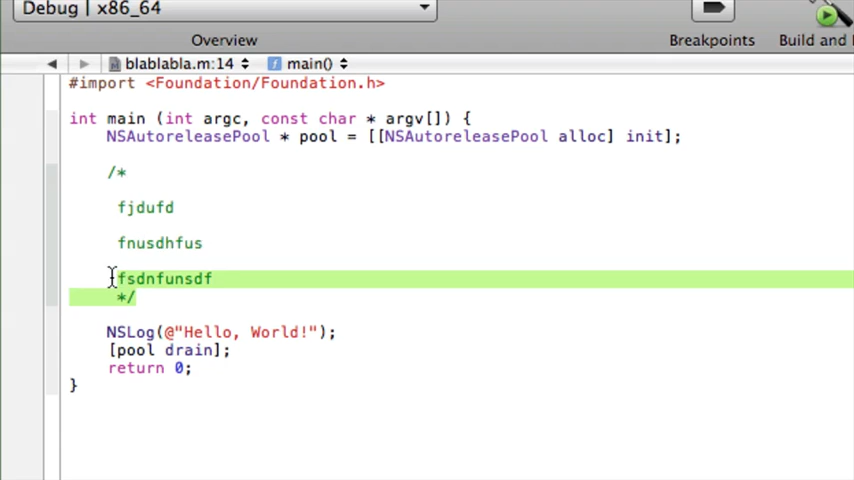 Debug | x86_64
Overview
Breakpoints
Build and
blablabla.m:14
main()
#import <Foundation/Foundation.h>
int main (int argc, const char * argv[]) {
NSAutoreleasePool * pool = [[NSAutoreleasePool alloc] init];
/*
fjdufd
fnusdhfus
fsdnfunsdf
*/
NSLog(@"Hello, World!");
[pool drain];
return 0;
}